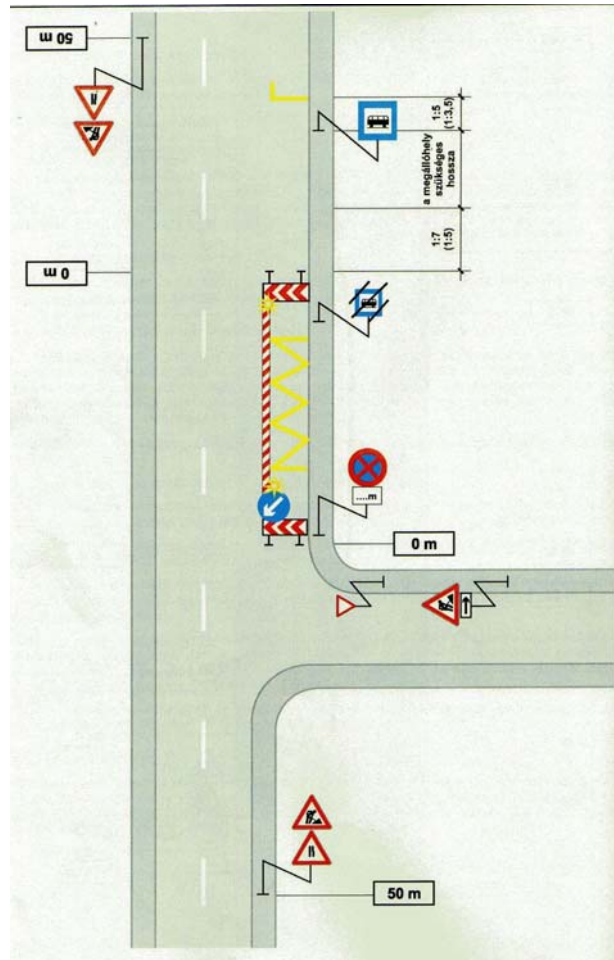 50 m
1:5
(1:3,5)
a megállóhely
szükséges
hossza
1:7
(1:5)
0 m
....m
0 m
50 m